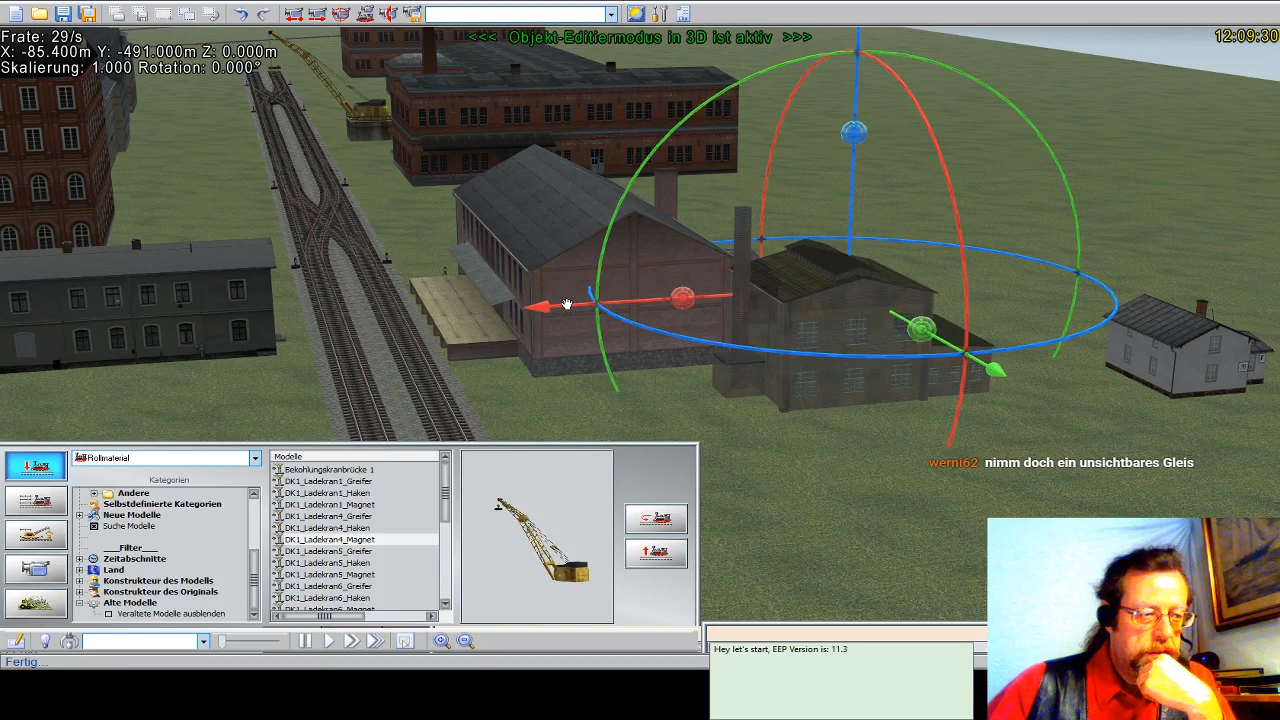 Frate: 29/s
<<< Objekt-Editiermodus in 3D ist aktiv >>>
12:09:30
X: -85.400m Y: -491.000m Z: 0.000m
Skalierung: 1.000 Rotation: 0.000°
werni62 nimm doch ein unsichtbares Gleis
Rollmaterial
Kategorien
Andere
Selbstdefinierte Kategorien
Neue Modelle
Suche Modelle
___Filter___
Zeitabschnitte
Land
Konstrukteur des Modells
Konstrukteur des Originals
Alte Modelle
Veraltete Modelle ausblenden
Modelle
Bekohlungskranbrücke 1
DK1_Ladekran1_Greifer
DK1_Ladekran1_Haken
DK1_Ladekran1_Magnet
DK1_Ladekran4_Greifer
DK1_Ladekran4_Haken
DK1_Ladekran4_Magnet
DK1_Ladekran5_Greifer
DK1_Ladekran5_Haken
DK1_Ladekran5_Magnet
DK1_Ladekran6_Greifer
DK1_Ladekran6_Haken
DK1_Ladekran6_Magnet
Hey let's start, EEP Version is: 11.3
Fertig...